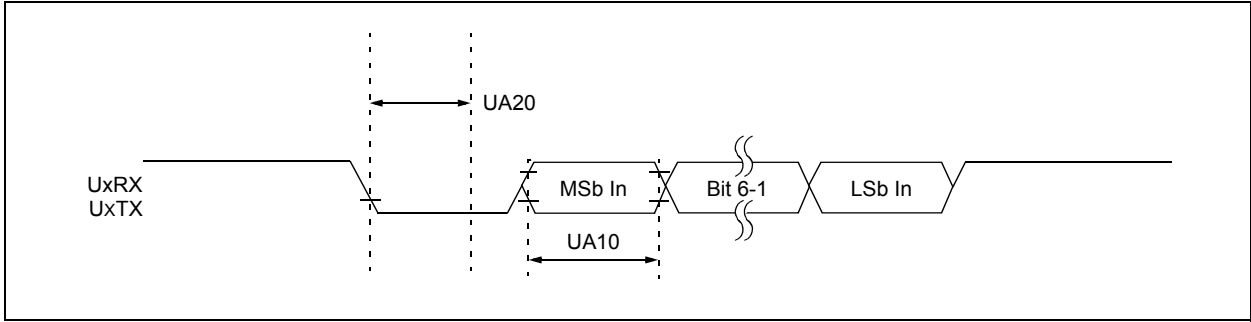 UA20
UxRX
UxTX
MSb In
Bit 6-1
LSb In
UA10